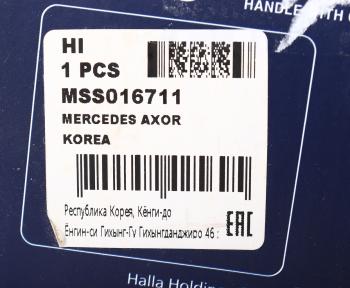 HANDLE WITH
HI
1 PCS
MSS016711
MERCEDES AXOR
KOREA
Республика Корея, Кёнги-до
Енгин-си Гихынг-Гу Гихынгданджиро 46 :
EAC
Halla Holdin